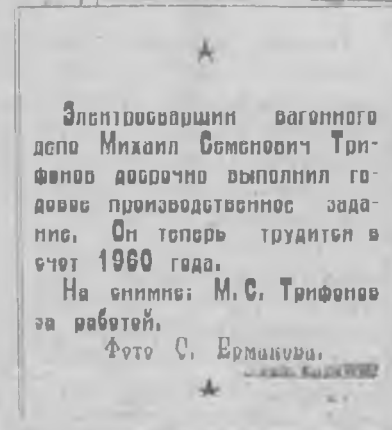 Электросварщик вагонного
депо Михаил Семенович Три-
фонов досрочно выполнил го-
довое производственное зада-
ние. Он теперь трудится в
счет 1960 года.
На снимке: М. С. Трифонов
за работой.
Фото С. Ермакова.